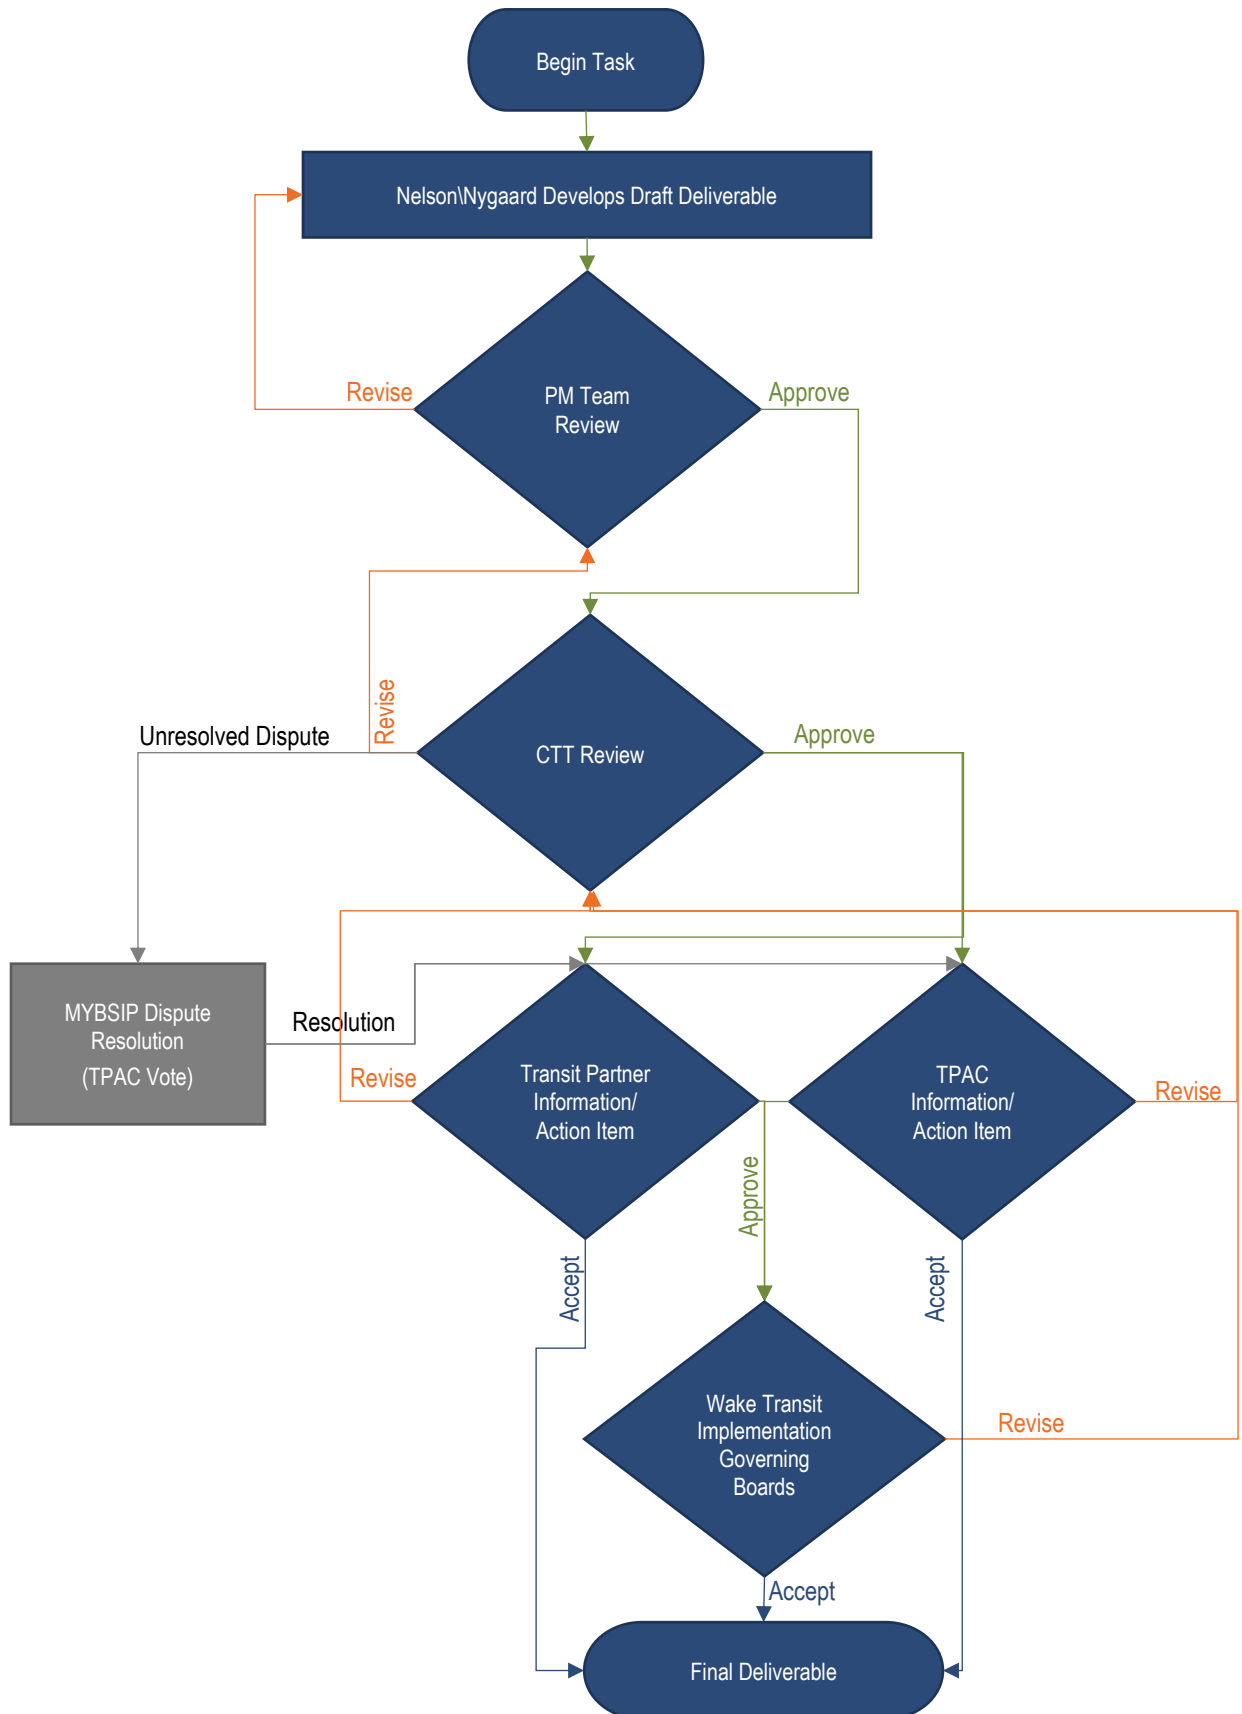 Begin Task
Nelson\Nygaard Develops Draft Deliverable
Revise
PM Team
Review
Approve
Revise
Unresolved Dispute
CTT Review
Approve
MYBSIP Dispute
Resolution
(TPAC Vote)
Resolution
Revise
Transit Partner
Information/
Action Item
TPAC
Information/
Action Item
Revise
Approve
Accept
Accept
Wake Transit
Implementation
Governing
Boards
Revise
Accept
Final Deliverable